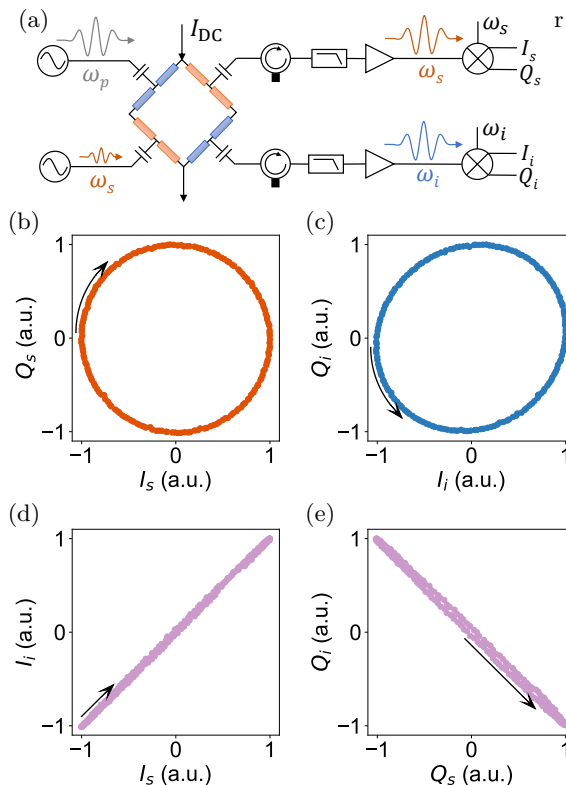 (a)
I_DC
r
ω_p
ω_s
ω_s
I_s
Q_s
ω_s
ω_i
ω_i
I_i
Q_i
(b)
1
0
−1
Q_s (a.u.)
−1 0 1
I_s (a.u.)
(c)
1
0
−1
Q_i (a.u.)
−1 0 1
I_i (a.u.)
(d)
1
0
−1
I_i (a.u.)
−1 0 1
I_s (a.u.)
(e)
1
0
−1
Q_i (a.u.)
−1 0 1
Q_s (a.u.)